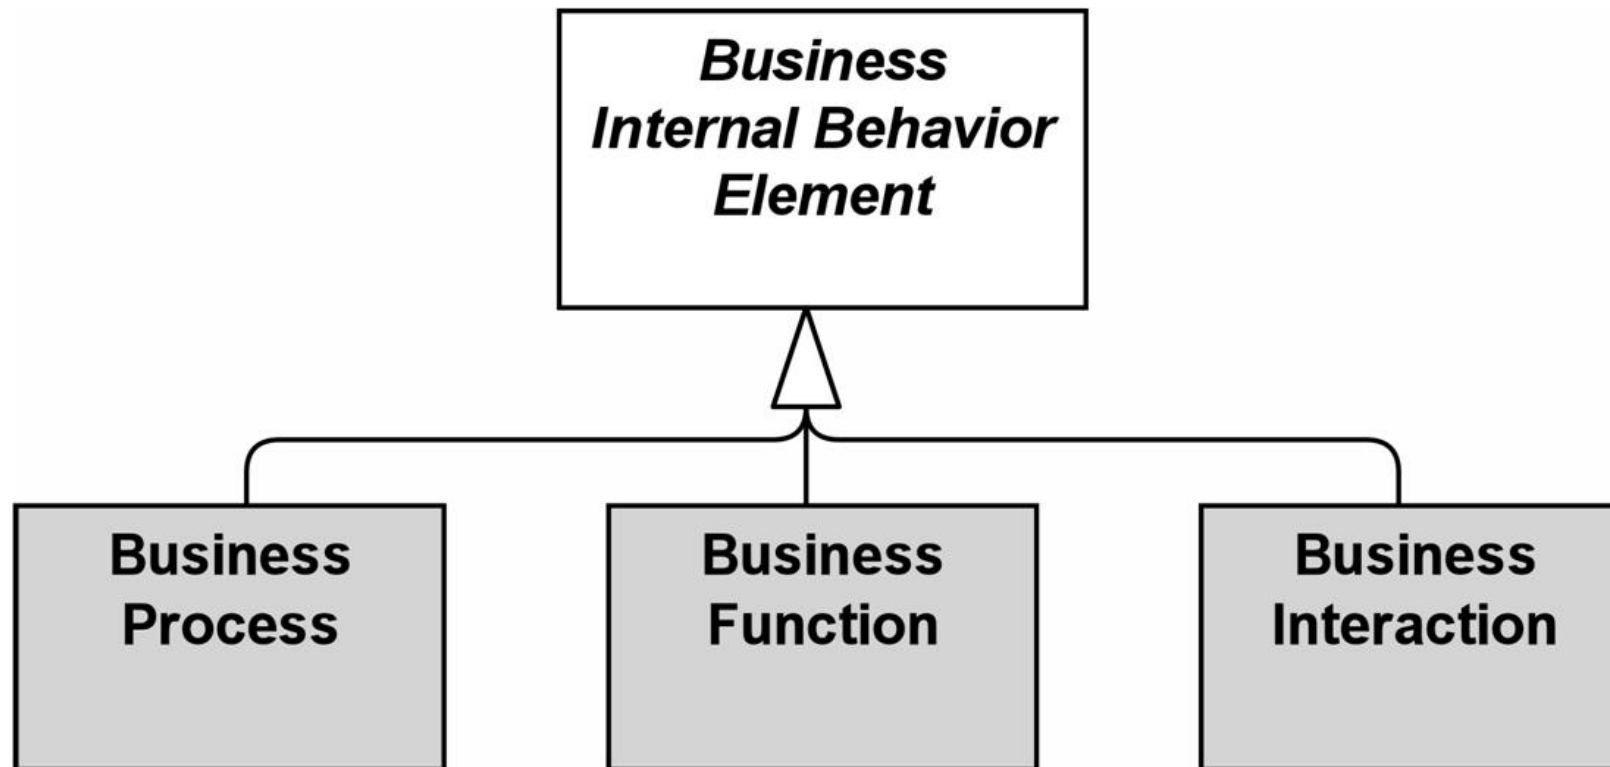 Business
Internal Behavior
Element
Business
Process
Business
Function
Business
Interaction